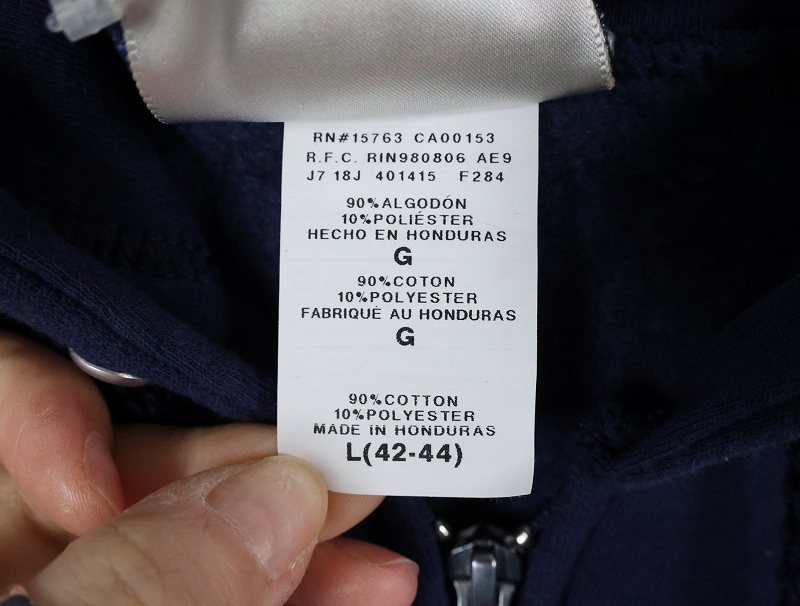 RN#15763 CA00153
R.F.C. RIN980806 AE9
J7 18J 401415 F284
90%ALGODÓN
10%POLIÉSTER
HECHO EN HONDURAS
G
90%COTON
10%POLYESTER
FABRIQUÉ AU HONDURAS
G
90%COTTON
10%POLYESTER
MADE IN HONDURAS
L(42-44)